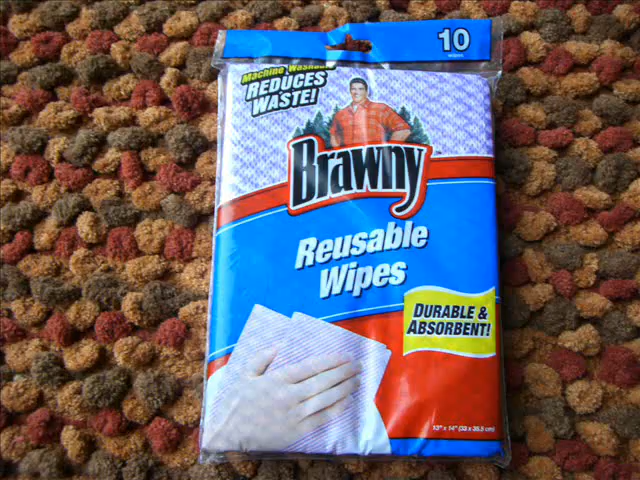 10
Machine Washable
REDUCES
WASTE!
Brawny
Reusable
Wipes
DURABLE &
ABSORBENT!
13" x 14" (33 x 35.5 cm)